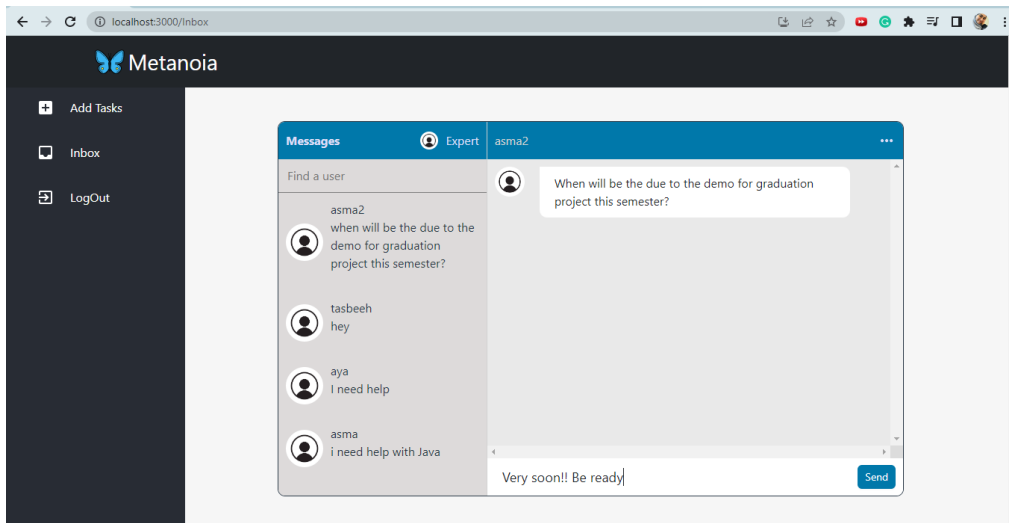 localhost:3000/Inbox
Metanoia
Add Tasks
Inbox
LogOut
Messages
Expert
asma2
Find a user
asma2
when will be the due to the
demo for graduation
project this semester?
tasbeeh
hey
aya
I need help
asma
i need help with Java
When will be the due to the demo for graduation
project this semester?
Very soon!! Be ready
Send